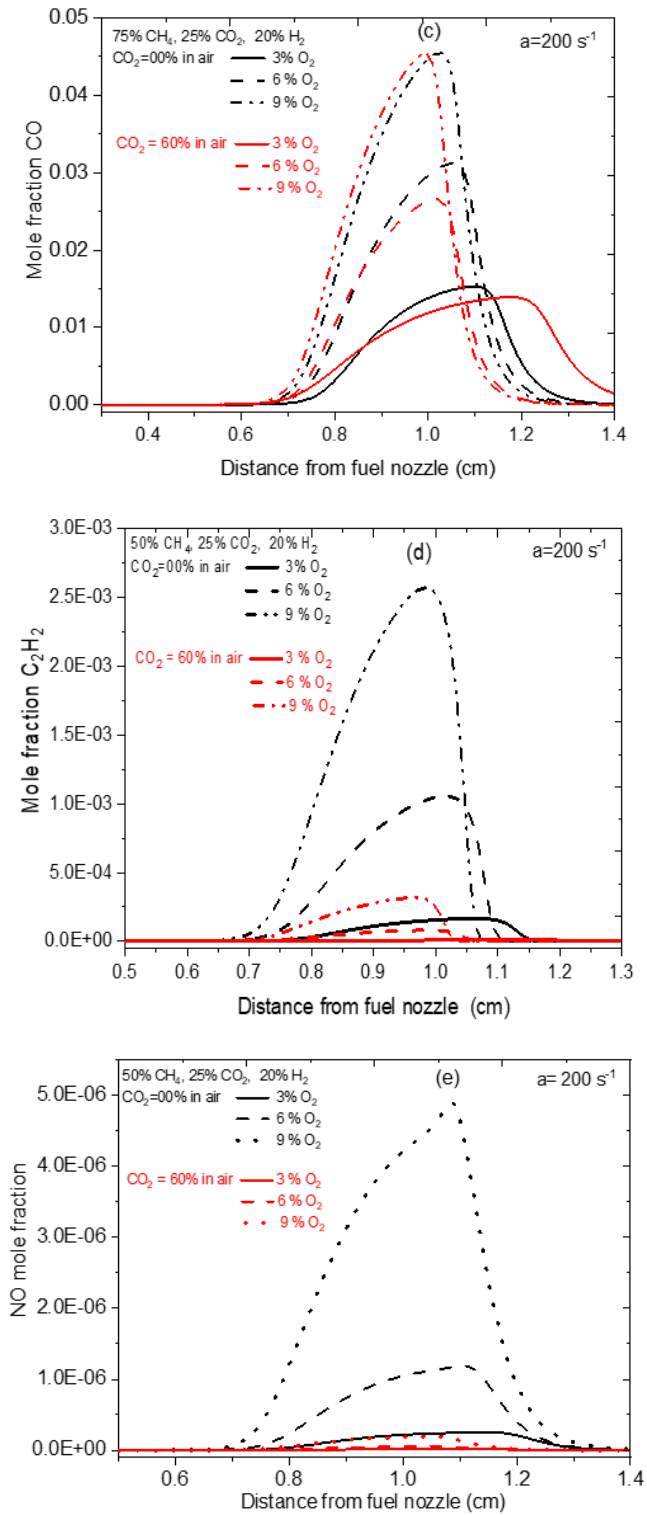 0.05
0.04
0.03
0.02
0.01
0.00
Mole fraction CO
75% CH4, 25% CO2, 20% H2
(c)
a=200 s-1
CO2=00% in air
3% O2
6 % O2
9 % O2
CO2 = 60% in air
3 % O2
6 % O2
9% O2
0.4 0.6 0.8 1.0 1.2 1.4
Distance from fuel nozzle (cm)
3.0E-03
2.5E-03
2.0E-03
1.5E-03
1.0E-03
5.0E-04
0.0E+00
Mole fraction C2H2
50% CH4, 25% CO2, 20% H2
(d)
a=200 s-1
CO2=00% in air
3% O2
6 % O2
9 % O2
CO2 = 60% in air
3 % O2
6 % O2
9 % O2
0.5 0.6 0.7 0.8 0.9 1.0 1.1 1.2 1.3
Distance from fuel nozzle (cm)
5.0E-06
4.0E-06
3.0E-06
2.0E-06
1.0E-06
0.0E+00
NO mole fraction
50% CH4, 25% CO2, 20% H2
(e)
a= 200 s-1
CO2=00% in air
3% O2
6 % O2
9 % O2
CO2 = 60% in air
3 % O2
6 % O2
9 % O2
0.6 0.8 1.0 1.2 1.4
Distance from fuel nozzle (cm)